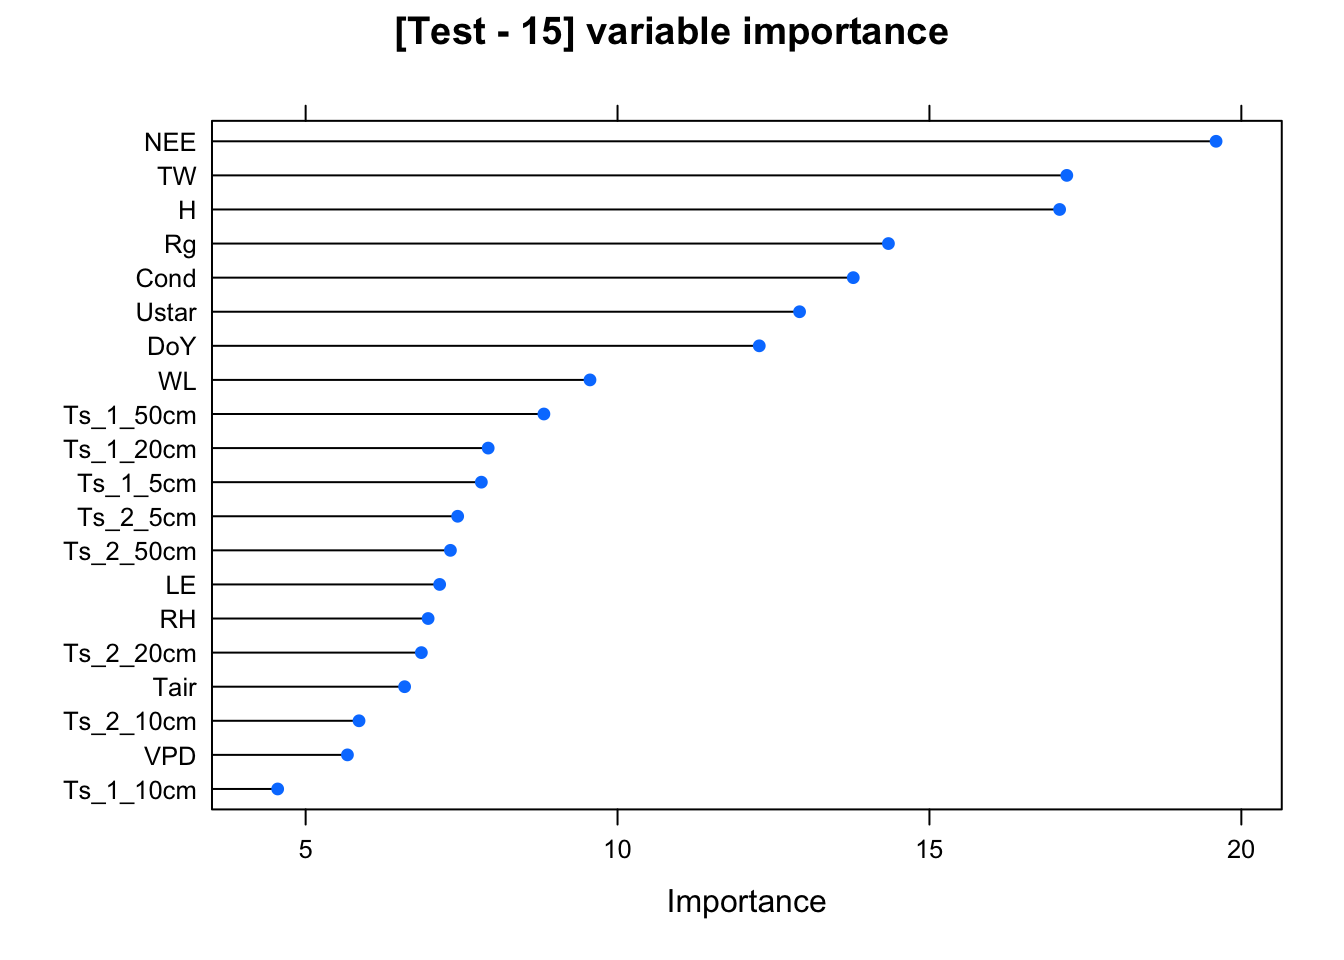 [Test - 15] variable importance
NEE
TW
H
Rg
Cond
Ustar
DoY
WL
Ts_1_50cm
Ts_1_20cm
Ts_1_5cm
Ts_2_5cm
Ts_2_50cm
LE
RH
Ts_2_20cm
Tair
Ts_2_10cm
VPD
Ts_1_10cm
5 10 15 20
Importance